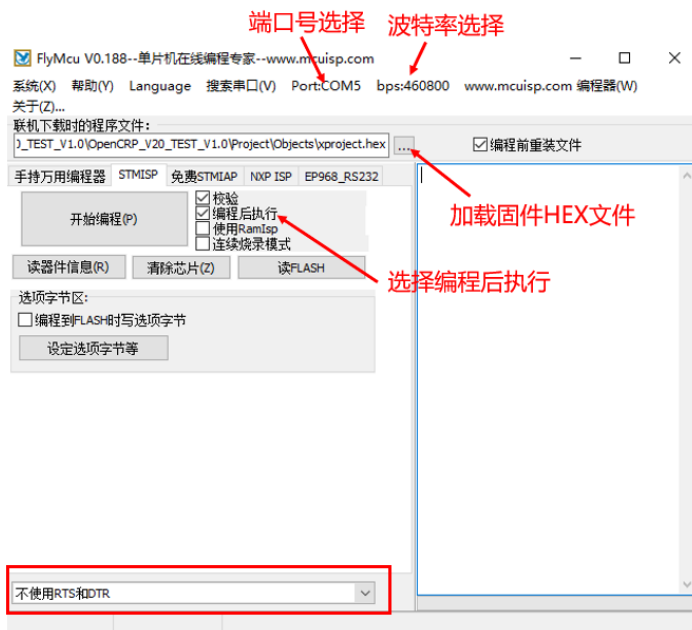 端口号选择 波特率选择
FlyMcu V0.188--单片机在线编程专家--www.mcuisp.com
系统(X) 帮助(Y) Language 搜索串口(V) Port:COM5 bps:460800 www.mcuisp.com 编程器(W)
关于(Z)...
联机下载时的程序文件:
)_TEST_V1.0\OpenCRP_V20_TEST_V1.0\Project\Objects\xproject.hex ... 编程前重装文件
手持万用编程器 STMISP 免费STMIAP NXP ISP EP968_RS232
加载固件HEX文件
开始编程(P)
校验
编程后执行
使用RamIsp
连续烧录模式
读器件信息(R) 清除芯片(Z) 读FLASH
选择编程后执行
选项字节区:
编程到FLASH时写选项字节
设定选项字节等
不使用RTS和DTR